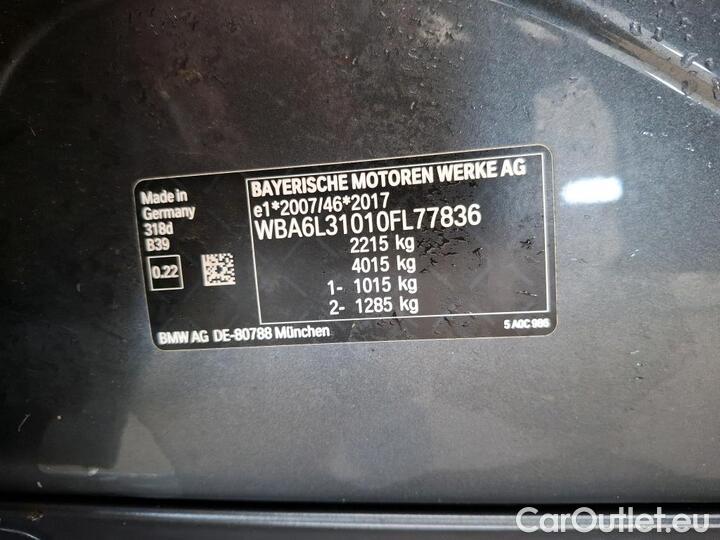 Made in
Germany
318d
B39
0.22
BAYERISCHE MOTOREN WERKE AG
e1*2007/46*2017
WBA6L31010FL77836
2215 kg
4015 kg
1- 1015 kg
2- 1285 kg
BMW AG DE-80788 München
5 A0C 986
CarOutlet.eu